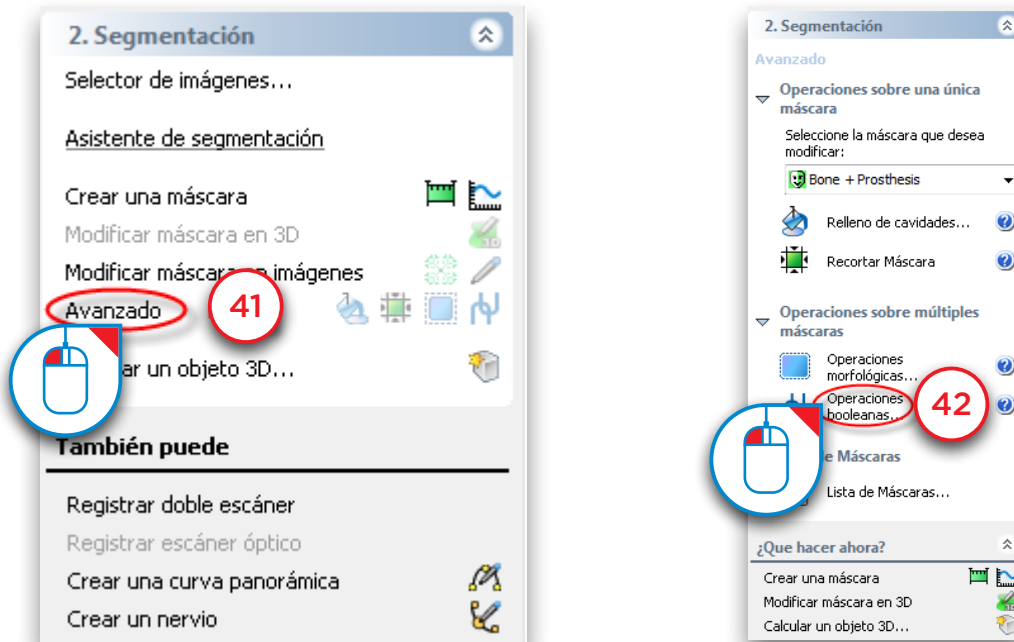 2. Segmentación
Selector de imágenes...
Asistente de segmentación
Crear una máscara
Modificar máscara en 3D
3D
Modificar máscara imágenes
Avanzado
41
ar un objeto 3D...
También puede
Registrar doble escáner
Registrar escáner óptico
Crear una curva panorámica
Crear un nervio
2. Segmentación
Avanzado
Operaciones sobre una única
máscara
Seleccione la máscara que desea
modificar:
Bone + Prosthesis
Relleno de cavidades...
Recortar Máscara
Operaciones sobre múltiples
máscaras
Operaciones
morfológicas...
Operaciones
booleanas...
42
e Máscaras
Lista de Máscaras...
¿Que hacer ahora?
Crear una máscara
Modificar máscara en 3D
Calcular un objeto 3D...